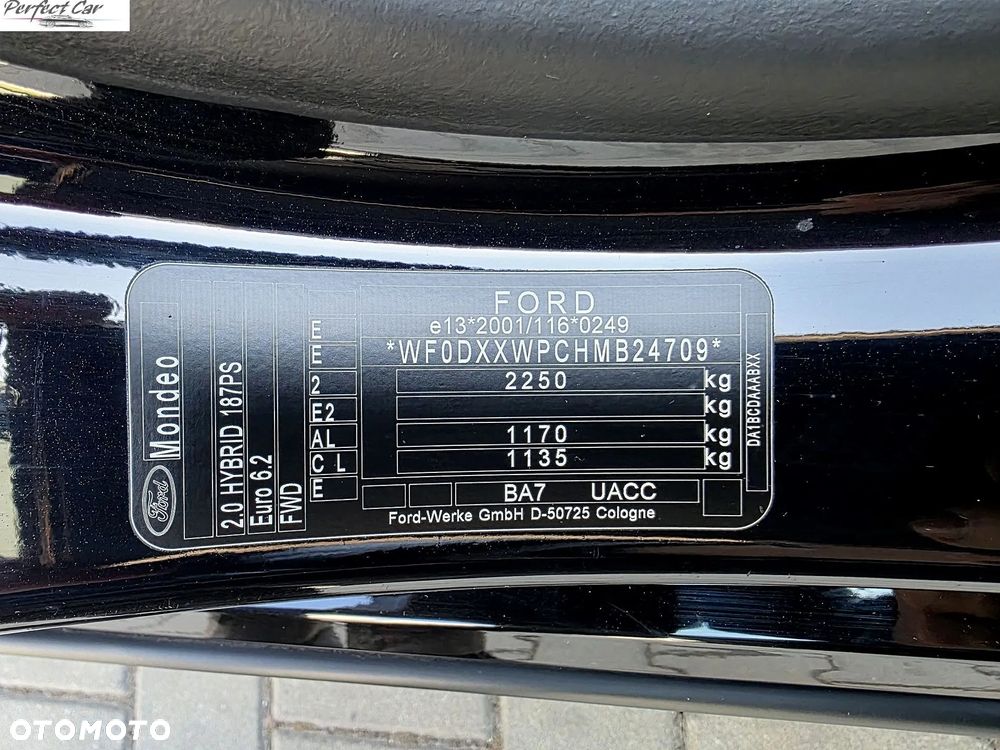 Perfect Car
FORD
e13*2001/116*0249
*WF0DXXWPCHMB24709*
2250 kg
kg
1170 kg
1135 kg
BA7 UACC
Ford-Werke GmbH D-50725 Cologne
Ford
Mondeo
2.0 HYBRID 187PS
Euro 6.2
FWD
E
E
2
E2
AL
C L
E
DA1BCDAAABXX
OTOMOTO